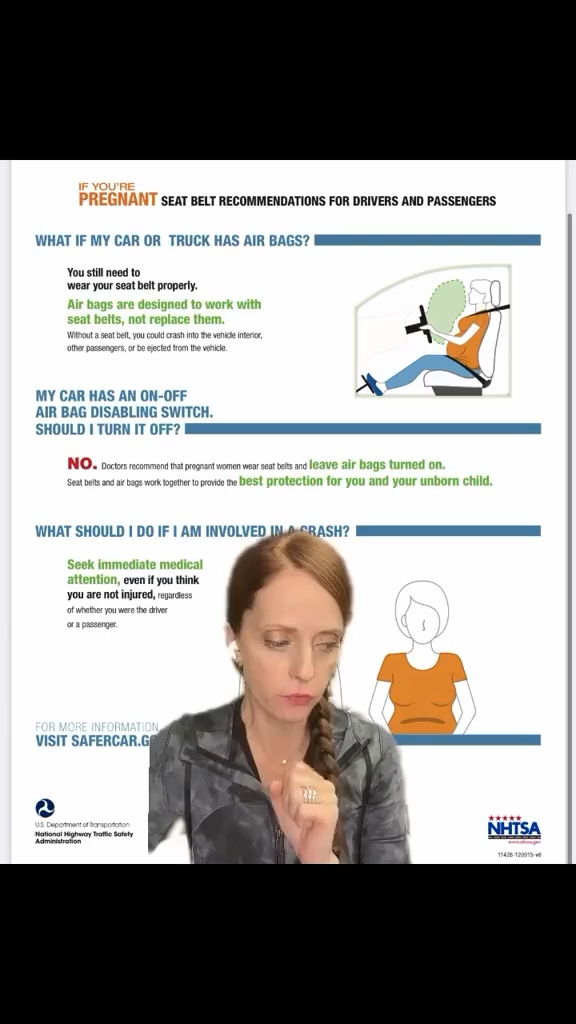 IF YOU'RE
PREGNANT SEAT BELT RECOMMENDATIONS FOR DRIVERS AND PASSENGERS
WHAT IF MY CAR OR TRUCK HAS AIR BAGS?
You still need to
wear your seat belt properly.
Air bags are designed to work with
seat belts, not replace them.
Without a seat belt, you could crash into the vehicle interior,
other passengers, or be ejected from the vehicle.
MY CAR HAS AN ON-OFF
AIR BAG DISABLING SWITCH.
SHOULD I TURN IT OFF?
NO. Doctors recommend that pregnant women wear seat belts and leave air bags turned on.
Seat belts and air bags work together to provide the best protection for you and your unborn child.
WHAT SHOULD I DO IF I AM INVOLVED IN A CRASH?
Seek immediate medical
attention, even if you think
you are not injured, regardless
of whether you were the driver
or a passenger.
FOR MORE INFORMATION
VISIT SAFERCAR.G
U.S. Department of Transportation
National Highway Traffic Safety
Administration
NHTSA
www.nhtsa.gov
11426-120915-v6